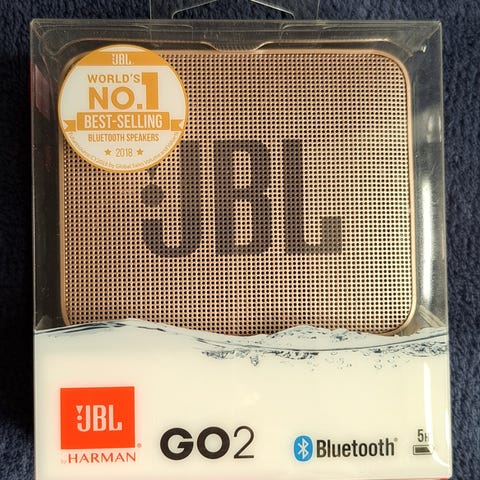 JBL
WORLD'S
NO.1
BEST-SELLING
BLUETOOTH SPEAKERS
★ 2018 ★
JBL
JBL®
by HARMAN
GO2
Bluetooth®